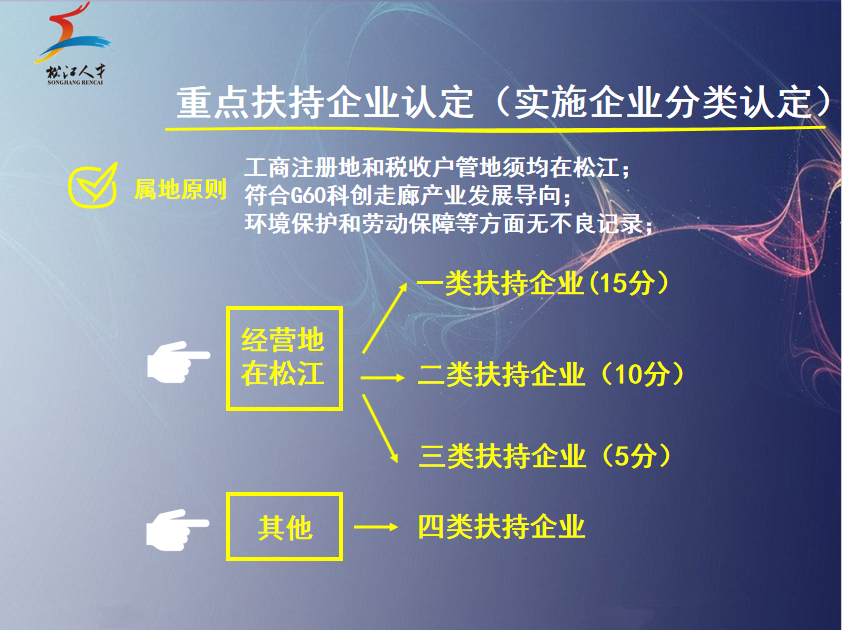 松江人才
SONGJIANG RENCAI
重点扶持企业认定（实施企业分类认定）
属地原则
工商注册地和税收户管地须均在松江；
符合G60科创走廊产业发展导向；
环境保护和劳动保障等方面无不良记录；
经营地
在松江
一类扶持企业(15分）
二类扶持企业（10分）
三类扶持企业（5分）
其他
四类扶持企业